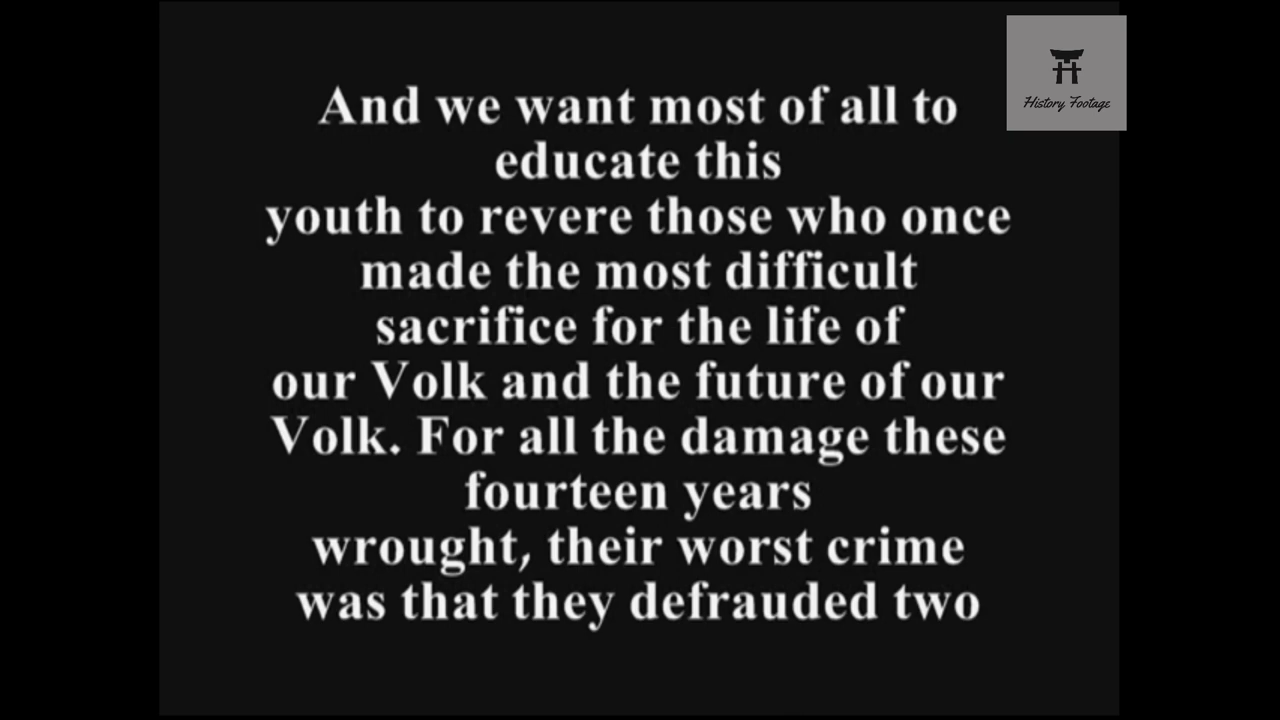 And we want most of all to
educate this
youth to revere those who once
made the most difficult
sacrifice for the life of
our Volk and the future of our
Volk. For all the damage these
fourteen years
wrought, their worst crime
was that they defrauded two
History Footage